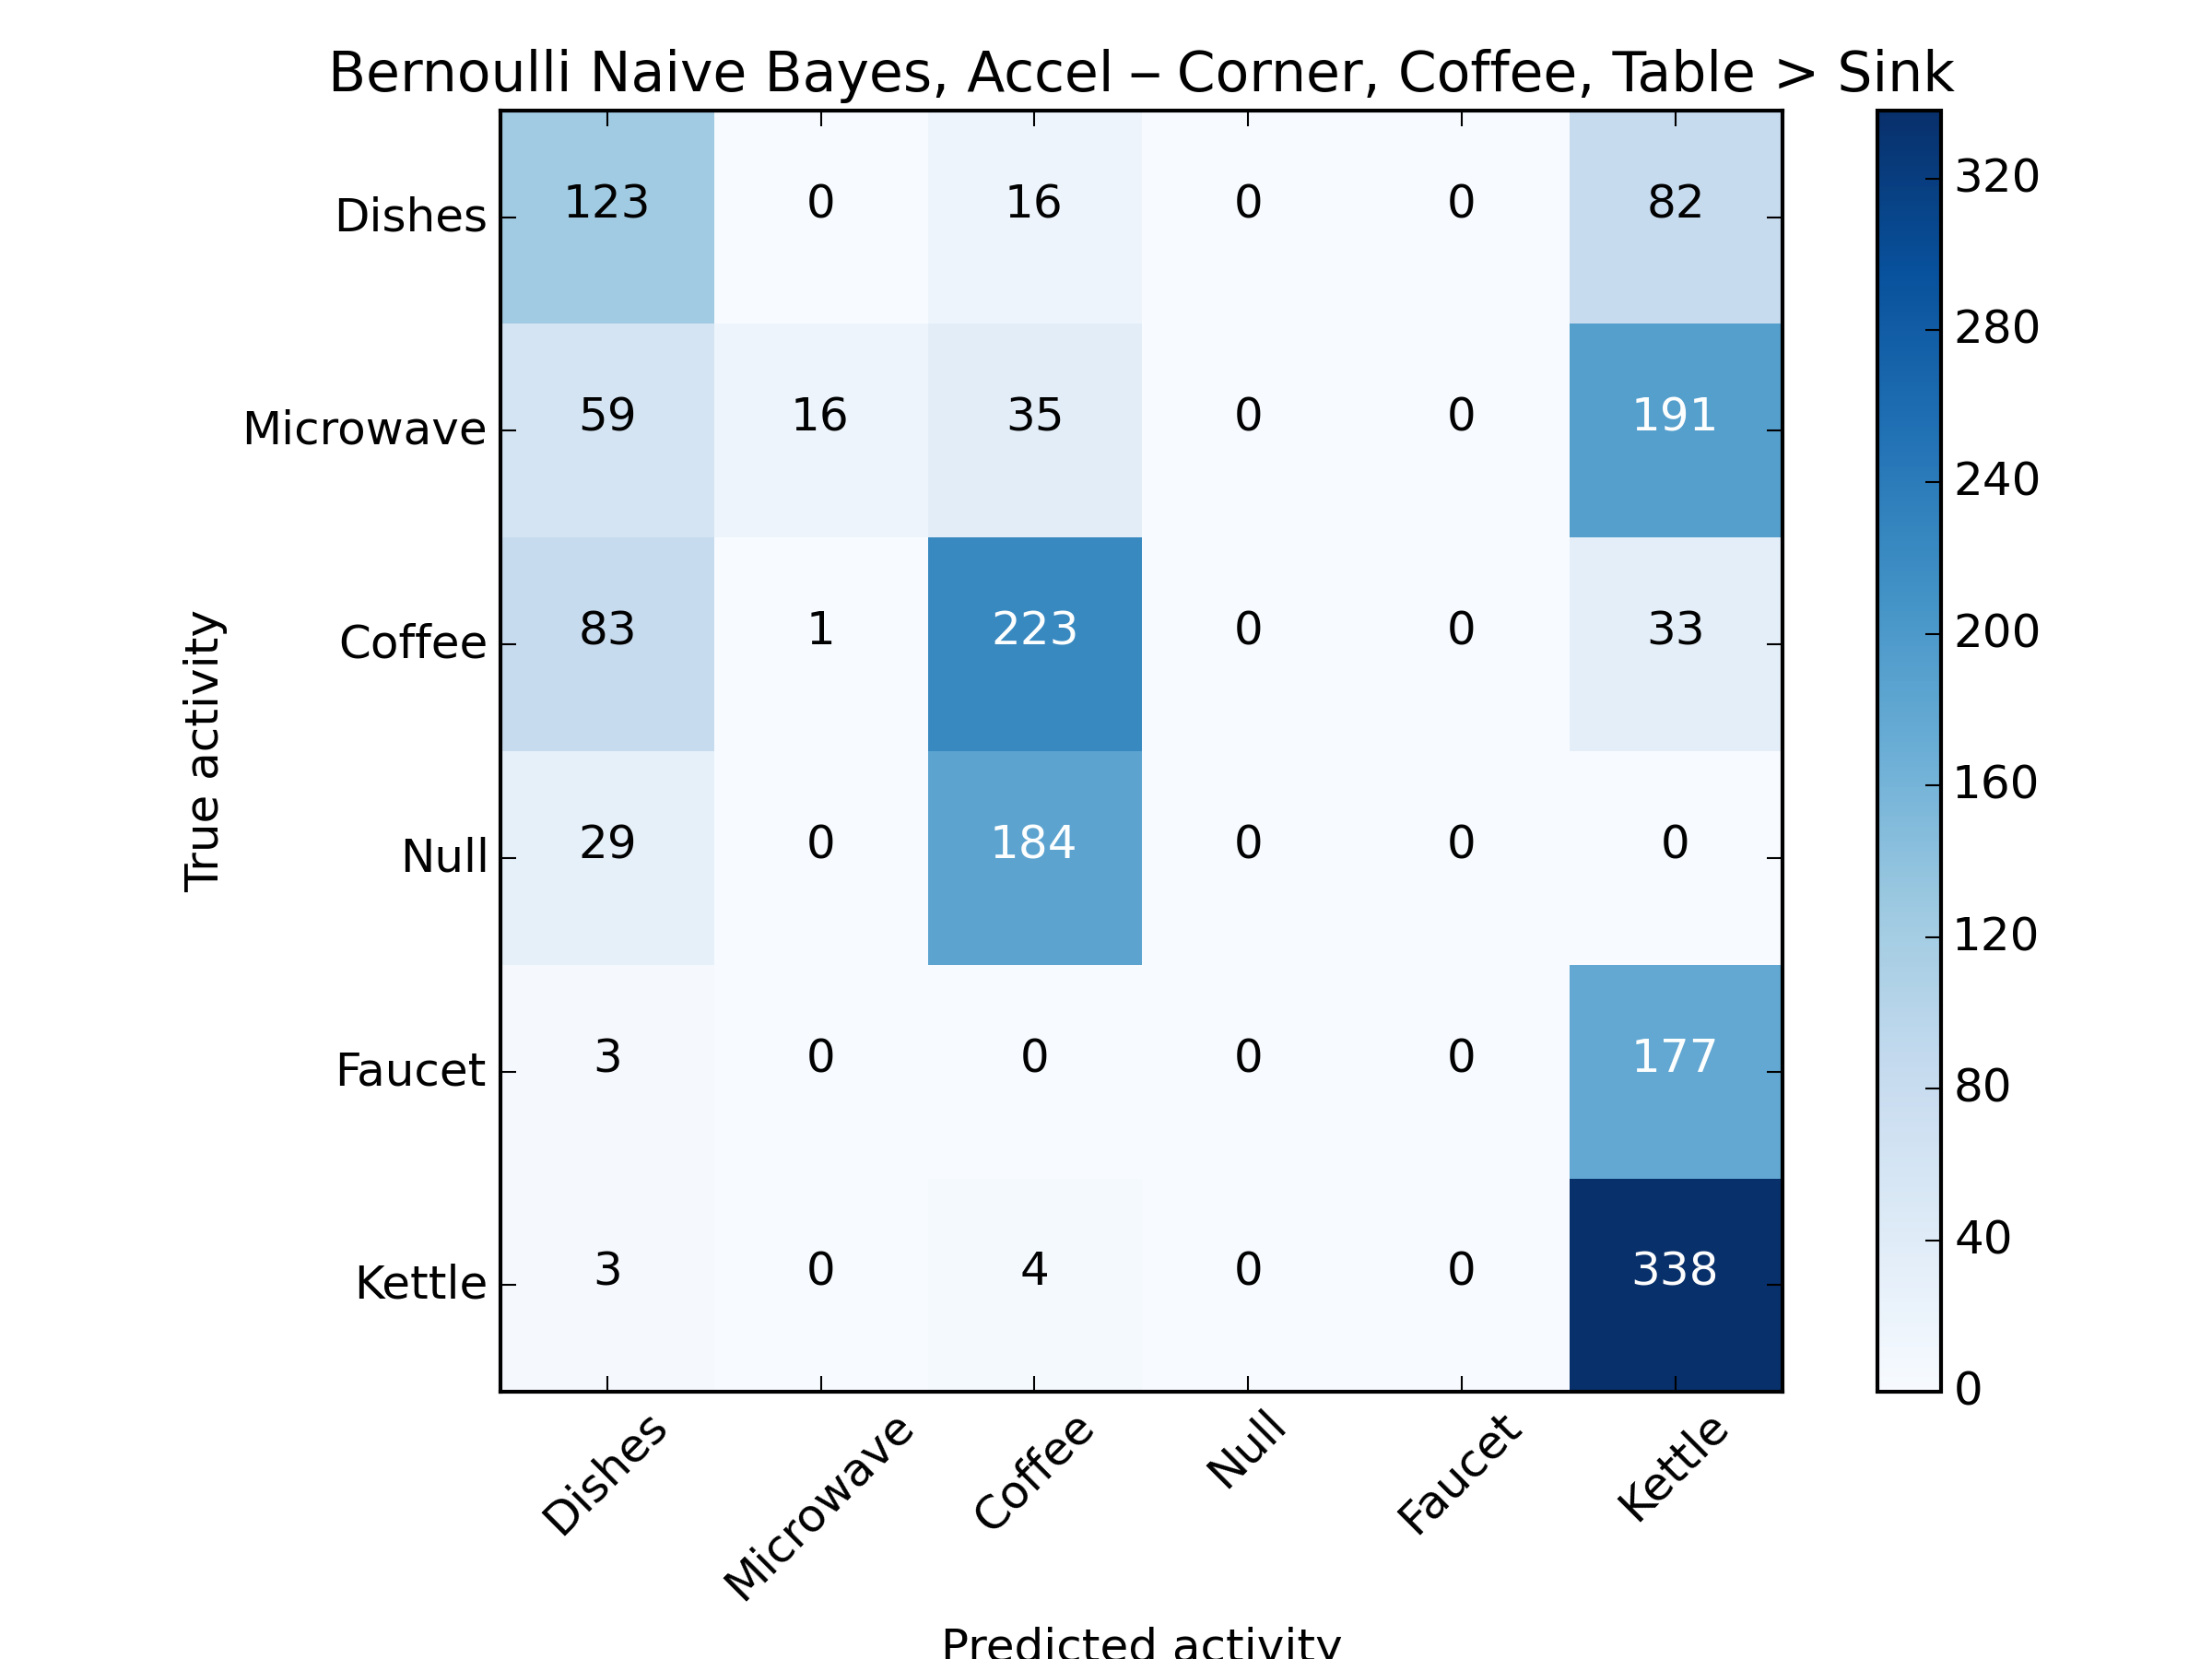 Bernoulli Naive Bayes, Accel – Corner, Coffee, Table > Sink
Dishes 123 0 16 0 0 82
Microwave 59 16 35 0 0 191
Coffee 83 1 223 0 0 33
Null 29 0 184 0 0 0
Faucet 3 0 0 0 0 177
Kettle 3 0 4 0 0 338
True activity
Dishes Microwave Coffee Null Faucet Kettle
Predicted activity
320
280
240
200
160
120
80
40
0